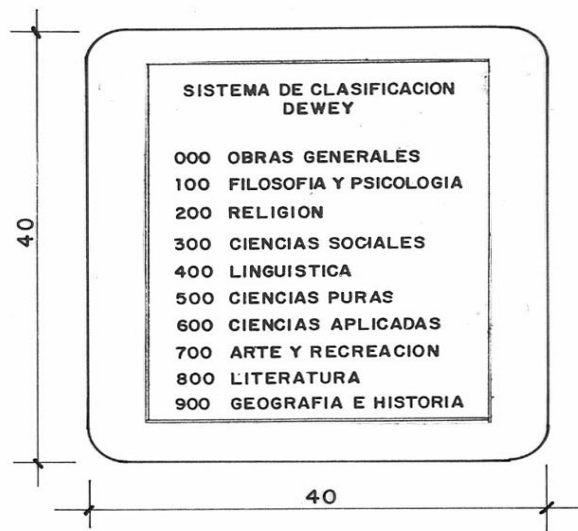 SISTEMA DE CLASIFICACION
DEWEY
000 OBRAS GENERALES
100 FILOSOFIA Y PSICOLOGIA
200 RELIGION
300 CIENCIAS SOCIALES
400 LINGUISTICA
500 CIENCIAS PURAS
600 CIENCIAS APLICADAS
700 ARTE Y RECREACION
800 LITERATURA
900 GEOGRAFIA E HISTORIA
40
40